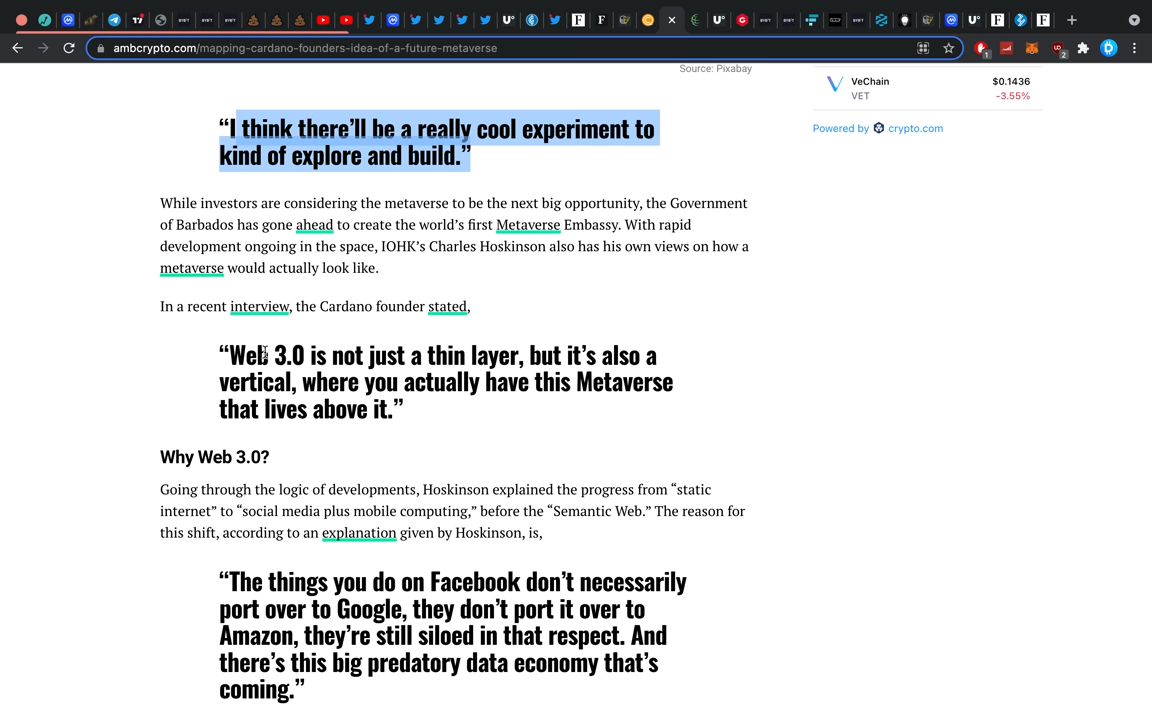 ambcrypto.com/mapping-cardano-founders-idea-of-a-future-metaverse
1
2
Source: Pixabay
VeChain
$0.1436
VET
-3.55%
Powered by crypto.com
“I think there’ll be a really cool experiment to
kind of explore and build.”
While investors are considering the metaverse to be the next big opportunity, the Government
of Barbados has gone ahead to create the world’s first Metaverse Embassy. With rapid
development ongoing in the space, IOHK’s Charles Hoskinson also has his own views on how a
metaverse would actually look like.
In a recent interview, the Cardano founder stated,
“Web 3.0 is not just a thin layer, but it’s also a
vertical, where you actually have this Metaverse
that lives above it.”
Why Web 3.0?
Going through the logic of developments, Hoskinson explained the progress from “static
internet” to “social media plus mobile computing,” before the “Semantic Web.” The reason for
this shift, according to an explanation given by Hoskinson, is,
“The things you do on Facebook don’t necessarily
port over to Google, they don’t port it over to
Amazon, they’re still siloed in that respect. And
there’s this big predatory data economy that’s
coming.”